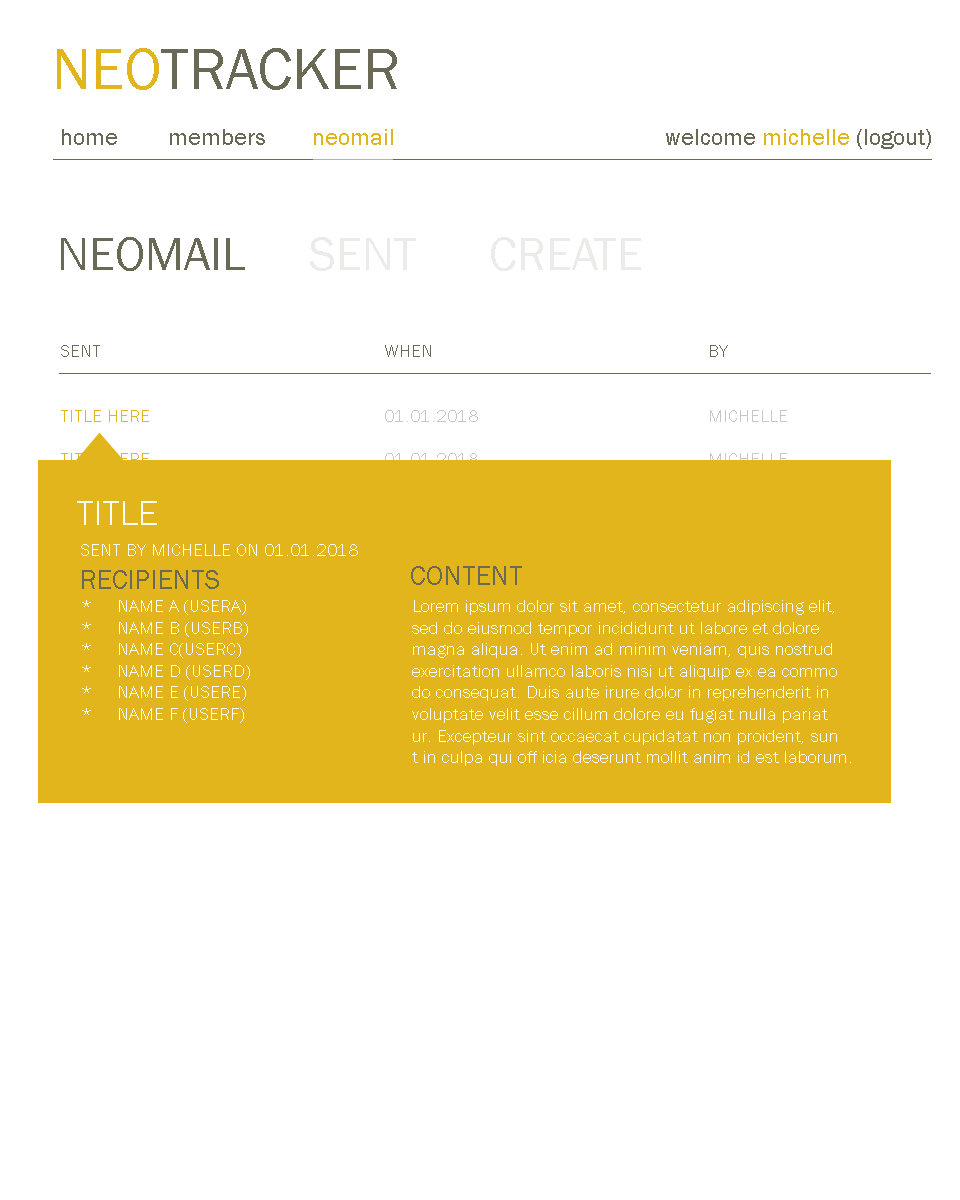 NEOTRACKER
home members neomail welcome michelle (logout)
NEOMAIL SENT CREATE
SENT WHEN BY
TITLE HERE 01.01.2018 MICHELLE
TITLE HERE 01.01.2018 MICHELLE
TITLE
SENT BY MICHELLE ON 01.01.2018
RECIPIENTS
* NAME A (USERA)
* NAME B (USERB)
* NAME C(USERC)
* NAME D (USERD)
* NAME E (USERE)
* NAME F (USERF)
CONTENT
Lorem ipsum dolor sit amet, consectetur adipiscing elit,
sed do eiusmod tempor incididunt ut labore et dolore
magna aliqua. Ut enim ad minim veniam, quis nostrud
exercitation ullamco laboris nisi ut aliquip ex ea commo
do consequat. Duis aute irure dolor in reprehenderit in
voluptate velit esse cillum dolore eu fugiat nulla pariat
ur. Excepteur sint occaecat cupidatat non proident, sun
t in culpa qui officia deserunt mollit anim id est laborum.